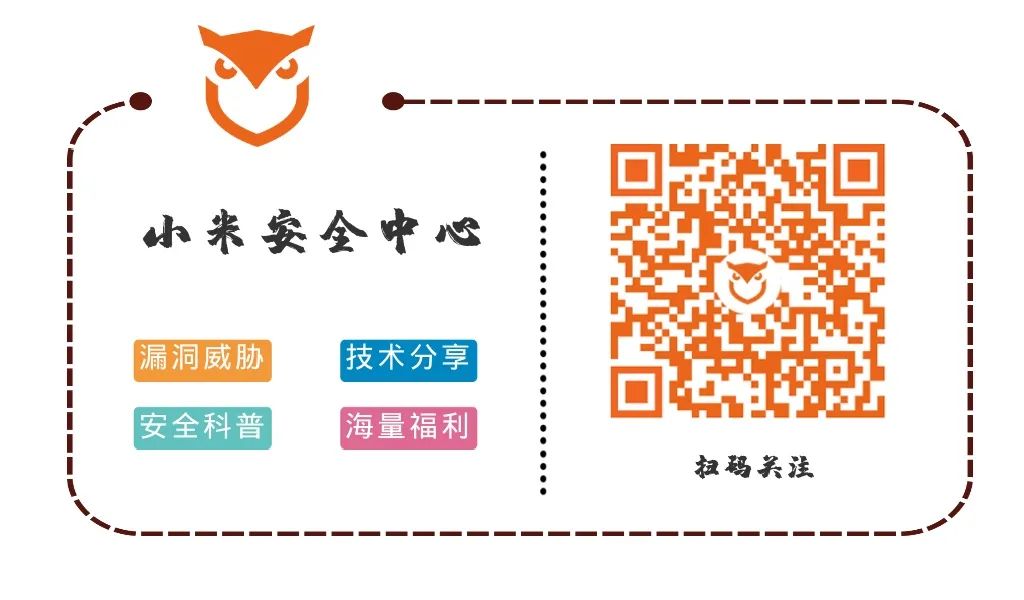 小米安全中心
漏洞威胁 技术分享
安全科普 海量福利
扫码关注